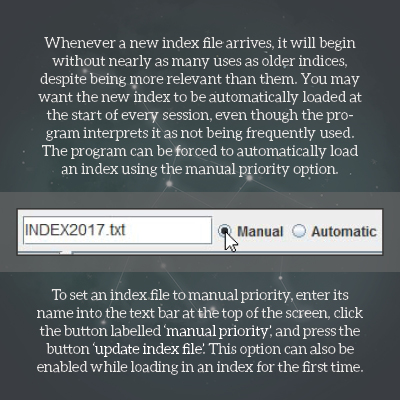 Whenever a new index file arrives, it will begin
without nearly as many uses as older indices,
despite being more relevant than them. You may
want the new index to be automatically loaded at
the start of every session, even though the pro-
gram interprets it as not being frequently used.
The program can be forced to automatically load
an index using the manual priority option.
INDEX2017.txt Manual Automatic
To set an index file to manual priority, enter its
name into the text bar at the top of the screen, click
the button labelled 'manual priority', and press the
button 'update index file'. This option can also be
enabled while loading in an index for the first time.